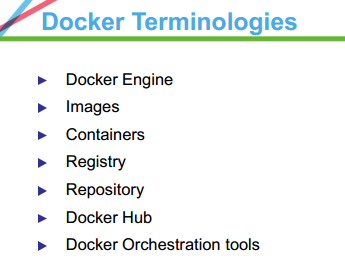 Docker Terminologies
Docker Engine
Images
Containers
Registry
Repository
Docker Hub
Docker Orchestration tools